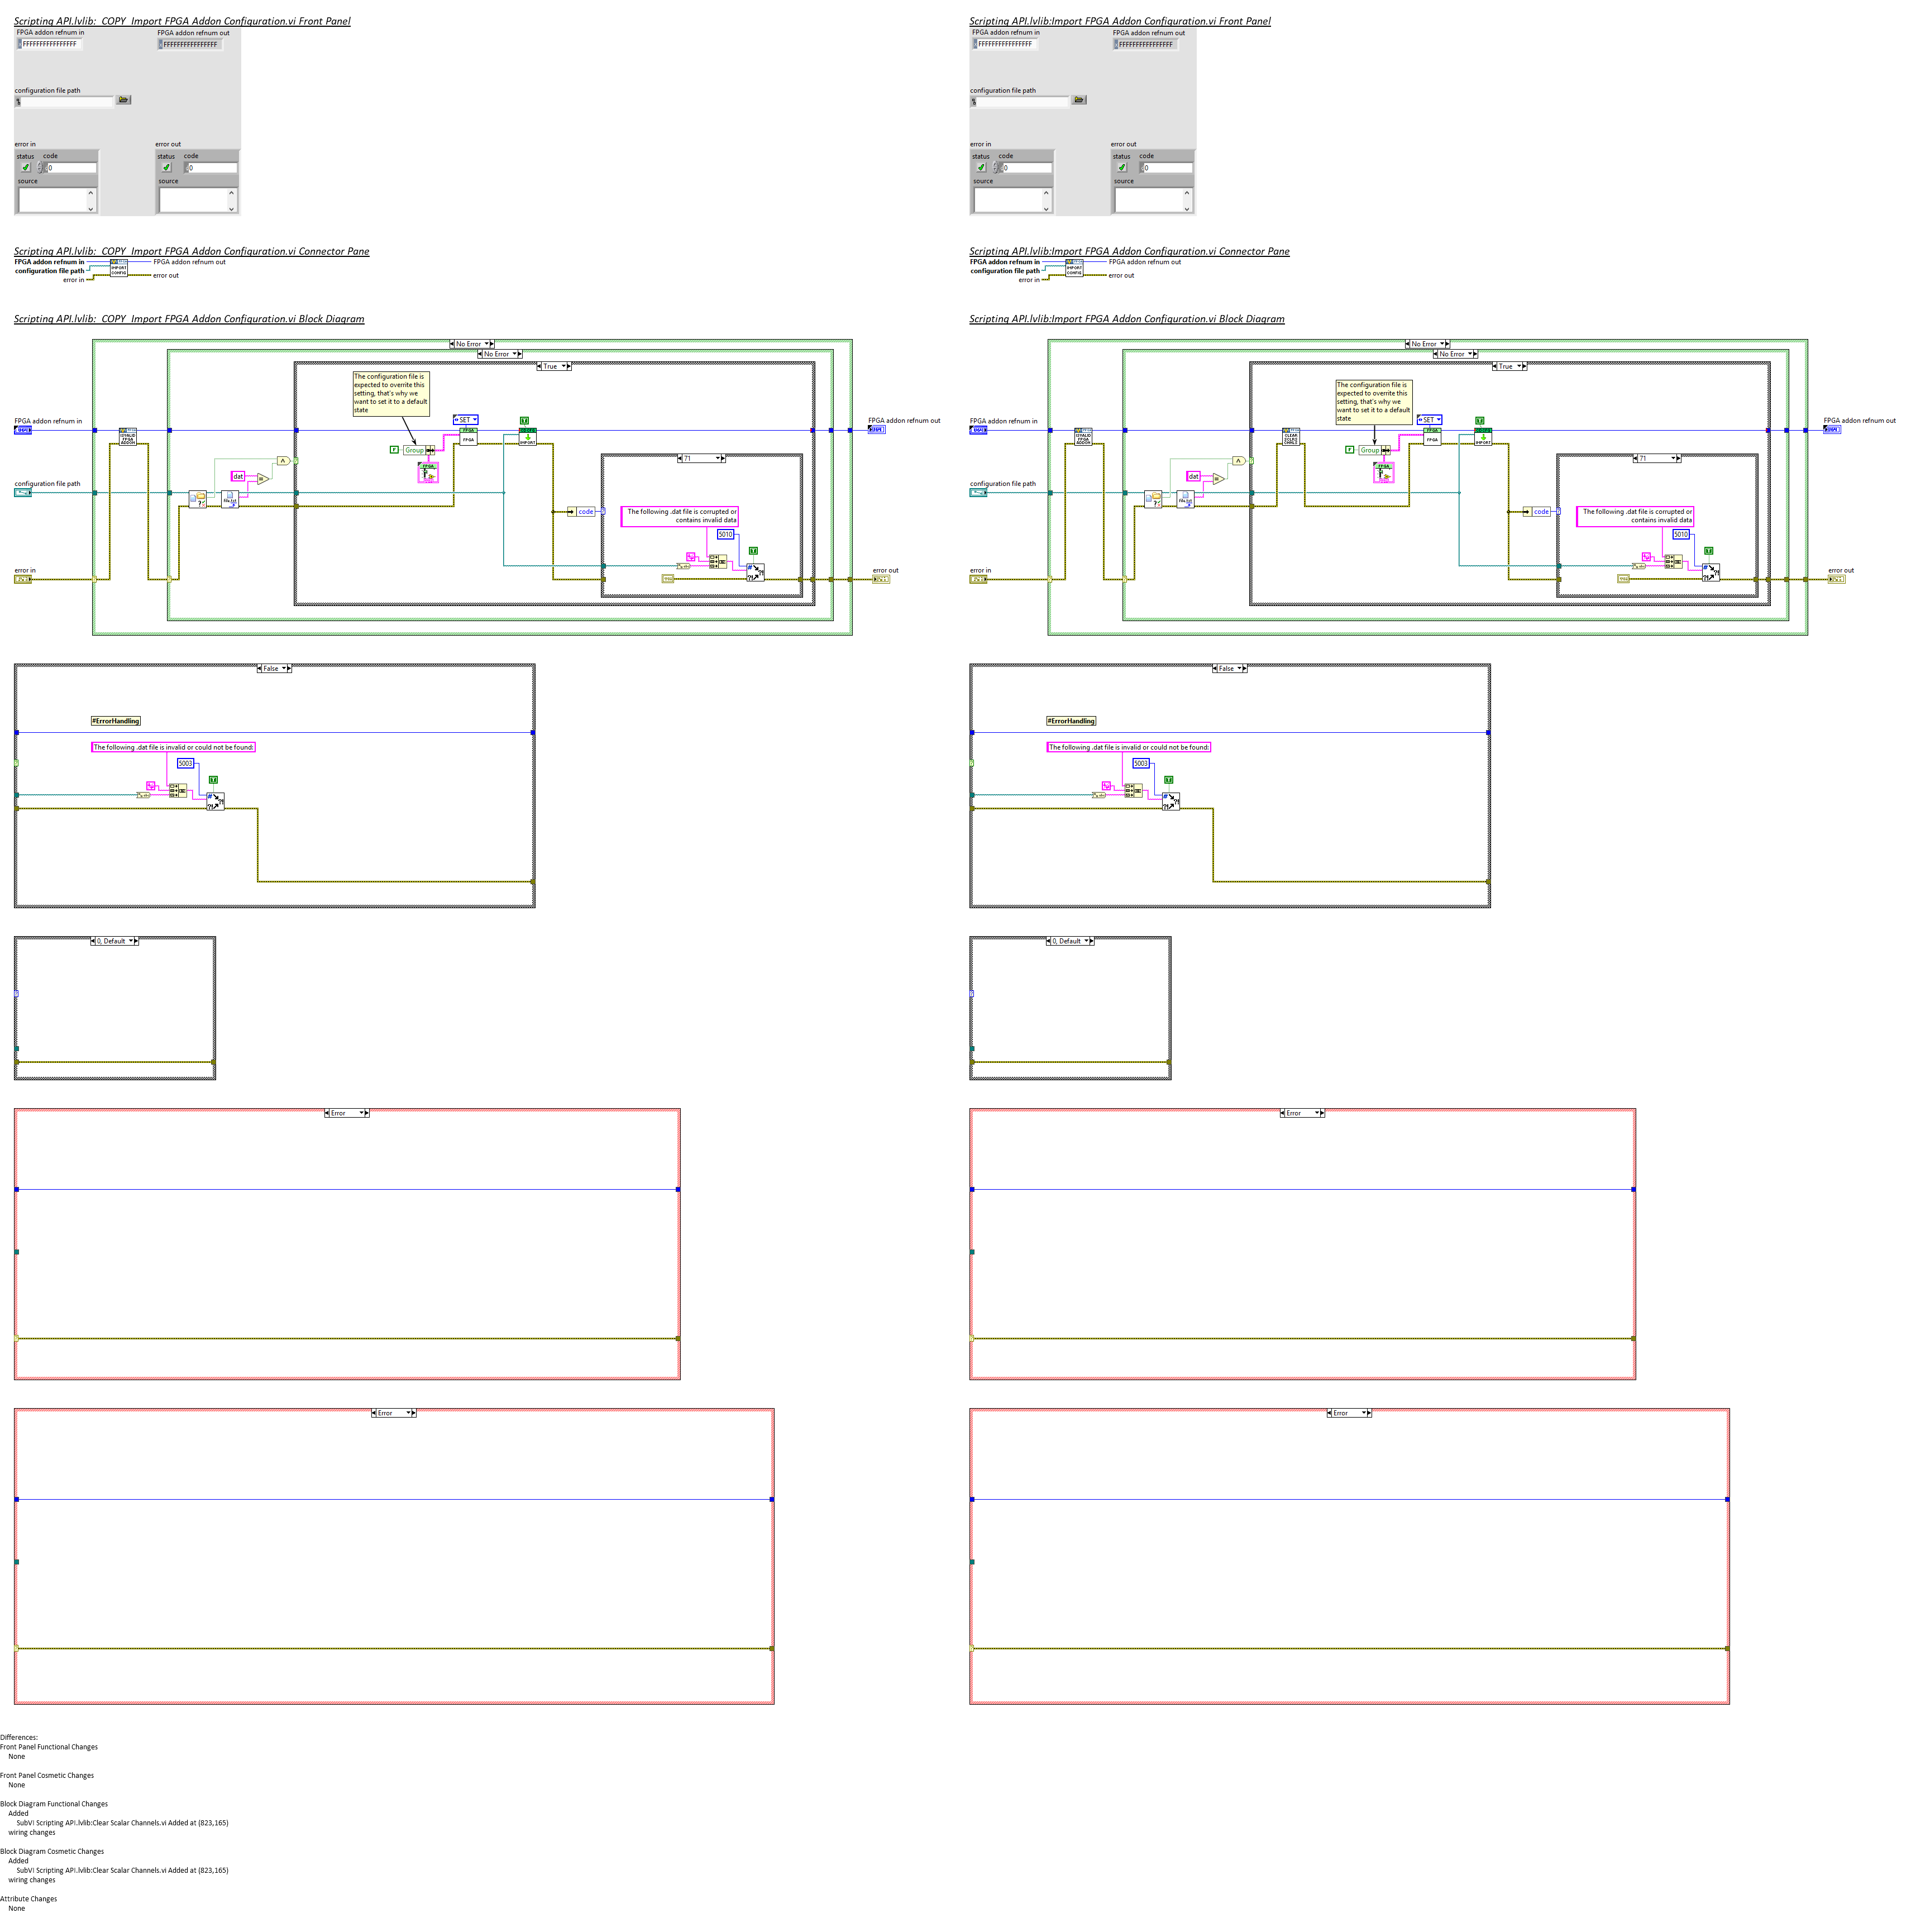 Scripting API.lvlib:_COPY_Import FPGA Addon Configuration.vi Front Panel
FPGA addon refnum in
FPGA addon refnum out
FFFFFFFFFFFFFFFF
FFFFFFFFFFFFFFFF
configuration file path
error in
error out
status code
status code
0
0
source
source
Scripting API.lvlib:_COPY_Import FPGA Addon Configuration.vi Connector Pane
FPGA addon refnum in
FPGA addon refnum out
configuration file path
IMPORT
CONFIG
error out
error in
Scripting API.lvlib:_COPY_Import FPGA Addon Configuration.vi Block Diagram
No Error
No Error
True
The configuration file is
expected to overrite this
setting, that's why we
want to set it to a default
state
SET
FPGA addon refnum in
FPGA addon refnum out
FPGA
FPGA
IMPORT
F
Group
71
FPGA
dat
configuration file path
code
The following .dat file is corrupted or
contains invalid data
5010
error in
error out
False
#ErrorHandling
The following .dat file is invalid or could not be found:
5003
0, Default
Error
Error
Scripting API.lvlib:Import FPGA Addon Configuration.vi Front Panel
FPGA addon refnum in
FPGA addon refnum out
FFFFFFFFFFFFFFFF
FFFFFFFFFFFFFFFF
configuration file path
error in
error out
status code
status code
0
0
source
source
Scripting API.lvlib:Import FPGA Addon Configuration.vi Connector Pane
FPGA addon refnum in
FPGA addon refnum out
configuration file path
IMPORT
CONFIG
error out
error in
Scripting API.lvlib:Import FPGA Addon Configuration.vi Block Diagram
No Error
No Error
True
The configuration file is
expected to overrite this
setting, that's why we
want to set it to a default
state
SET
FPGA addon refnum in
FPGA addon refnum out
CLEAR
FPGA
FPGA
IMPORT
F
Group
71
FPGA
dat
configuration file path
code
The following .dat file is corrupted or
contains invalid data
5010
error in
error out
False
#ErrorHandling
The following .dat file is invalid or could not be found:
5003
0, Default
Error
Error
Differences:
Front Panel Functional Changes
None
Front Panel Cosmetic Changes
None
Block Diagram Functional Changes
Added
SubVI Scripting API.lvlib:Clear Scalar Channels.vi Added at (823,165)
wiring changes
Block Diagram Cosmetic Changes
Added
SubVI Scripting API.lvlib:Clear Scalar Channels.vi Added at (823,165)
wiring changes
Attribute Changes
None